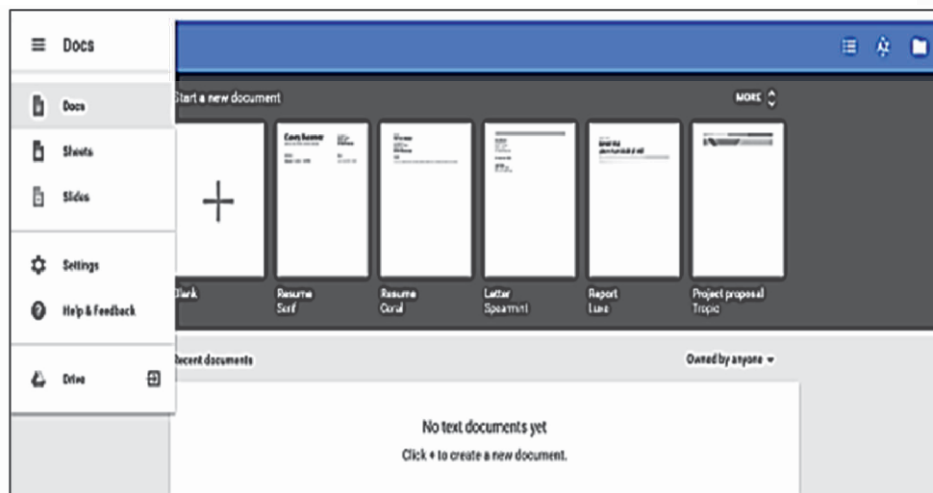 Docs
Docs
Sheets
Slides
Settings
Help & Feedback
Drive
Start a new document
MORE
Blank
Resume
Serif
Resume
Coral
Letter
Spearmint
Report
Luxe
Project proposal
Tropic
Recent documents
Owned by anyone
No text documents yet
Click + to create a new document.